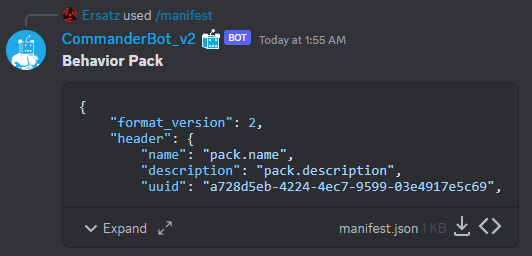 Ersatz used /manifest
CommanderBot_v2 BOT Today at 1:55 AM
Behavior Pack
{
    "format_version": 2,
    "header": {
        "name": "pack.name",
        "description": "pack.description",
        "uuid": "a728d5eb-4224-4ec7-9599-03e4917e5c69",
Expand manifest.json 1 KB